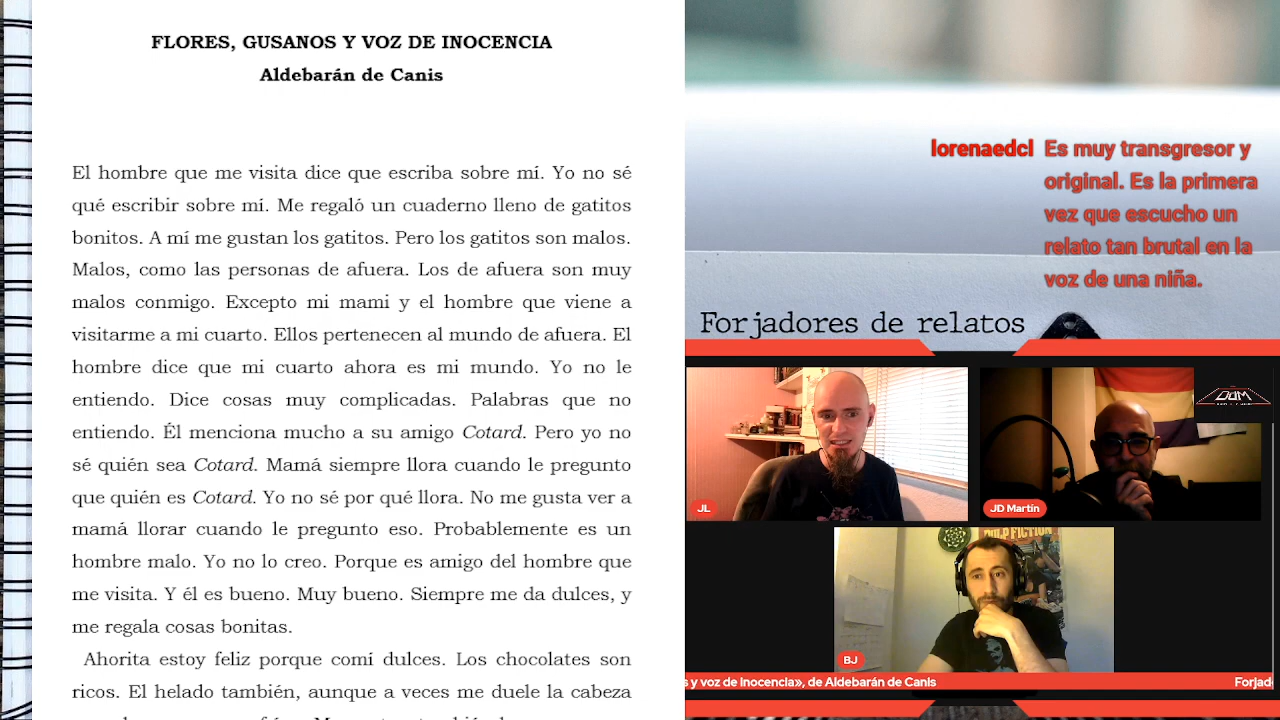 FLORES, GUSANOS Y VOZ DE INOCENCIA
Aldebarán de Canis
El hombre que me visita dice que escriba sobre mí. Yo no sé
qué escribir sobre mí. Me regaló un cuaderno lleno de gatitos
bonitos. A mí me gustan los gatitos. Pero los gatitos son malos.
Malos, como las personas de afuera. Los de afuera son muy
malos conmigo. Excepto mi mami y el hombre que viene a
visitarme a mi cuarto. Ellos pertenecen al mundo de afuera. El
hombre dice que mi cuarto ahora es mi mundo. Yo no le
entiendo. Dice cosas muy complicadas. Palabras que no
entiendo. Él menciona mucho a su amigo Cotard. Pero yo no
sé quién sea Cotard. Mamá siempre llora cuando le pregunto
que quién es Cotard. Yo no sé por qué llora. No me gusta ver a
mamá llorar cuando le pregunto eso. Probablemente es un
hombre malo. Yo no lo creo. Porque es amigo del hombre que
me visita. Y él es bueno. Muy bueno. Siempre me da dulces, y
me regala cosas bonitas.
Ahorita estoy feliz porque comí dulces. Los chocolates son
ricos. El helado también, aunque a veces me duele la cabeza
lorenaedcl Es muy transgresor y
original. Es la primera
vez que escucho un
relato tan brutal en la
voz de una niña.
Forjadores de relatos
JL
JD Martín
PULP FICTION
BJ
s y voz de inocencia», de Aldebarán de Canis
Forjad